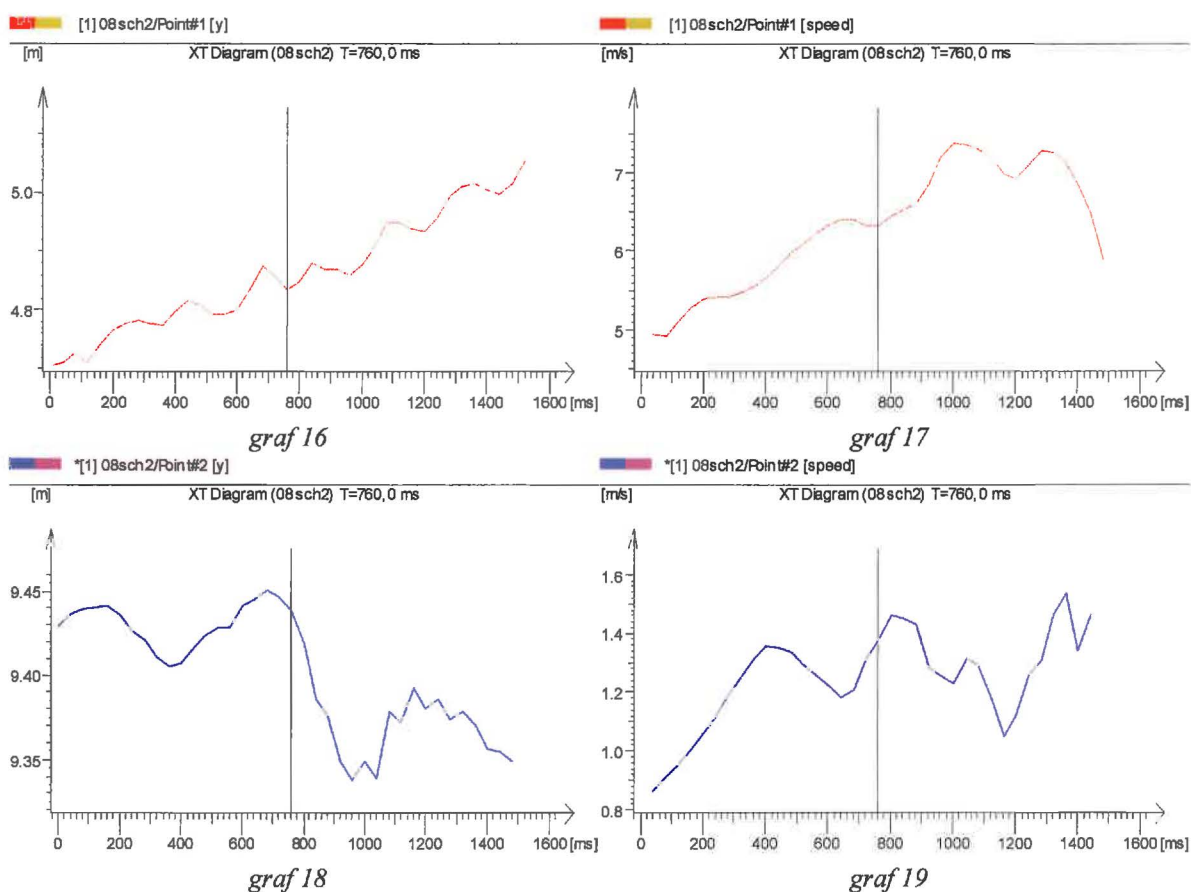 [1] 08sch2/Point#1 [y]
[m] XT Diagram (08sch2) T=760,0 ms
5.0
4.8
0 200 400 600 800 1000 1200 1400 1600 [ms]
graf 16
[1] 08sch2/Point#1 [speed]
[m/s] XT Diagram (08sch2) T=760,0 ms
7
6
5
0 200 400 600 800 1000 1200 1400 1600 [ms]
graf 17
*[1] 08sch2/Point#2 [y]
[m] XT Diagram (08sch2) T=760,0 ms
9.45
9.40
9.35
0 200 400 600 800 1000 1200 1400 1600 [ms]
graf 18
*[1] 08sch2/Point#2 [speed]
[m/s] XT Diagram (08sch2) T=760,0 ms
1.6
1.4
1.2
1.0
0.8
0 200 400 600 800 1000 1200 1400 1600 [ms]
graf 19